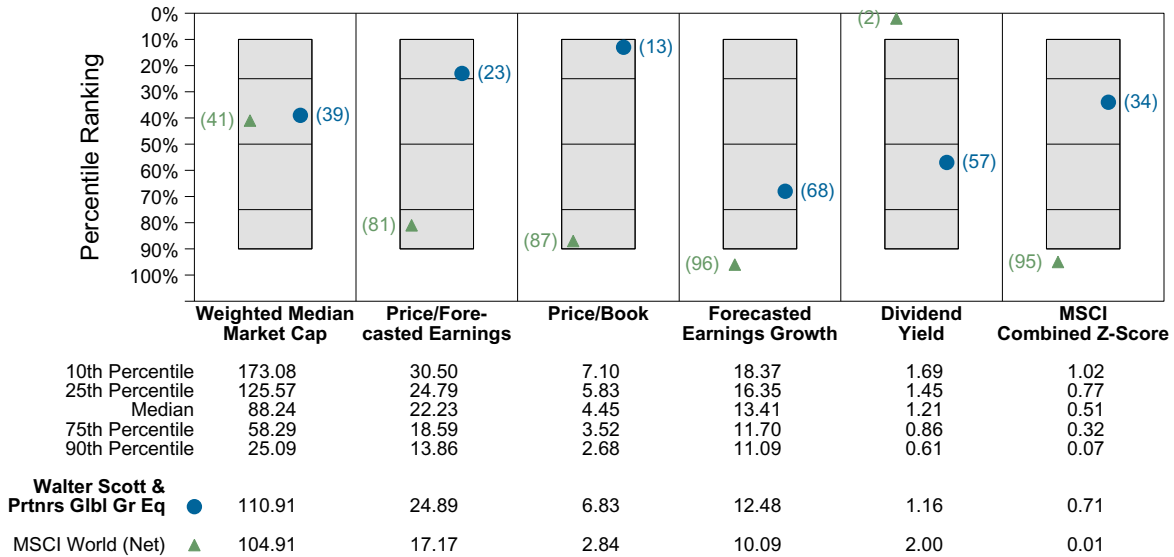 Percentile Ranking
0%
10%
20%
30%
40%
50%
60%
70%
80%
90%
100%
(41) (39)
(23)
(81)
(13)
(87)
(68)
(96)
(2)
(57)
(34)
(95)
Weighted Median
Market Cap
Price/Fore-
casted Earnings
Price/Book
Forecasted
Earnings Growth
Dividend
Yield
MSCI
Combined Z-Score
10th Percentile 173.08 30.50 7.10 18.37 1.69 1.02
25th Percentile 125.57 24.79 5.83 16.35 1.45 0.77
Median 88.24 22.23 4.45 13.41 1.21 0.51
75th Percentile 58.29 18.59 3.52 11.70 0.86 0.32
90th Percentile 25.09 13.86 2.68 11.09 0.61 0.07
Walter Scott &
Prtnrs Glbl Gr Eq 110.91 24.89 6.83 12.48 1.16 0.71
MSCI World (Net) 104.91 17.17 2.84 10.09 2.00 0.01